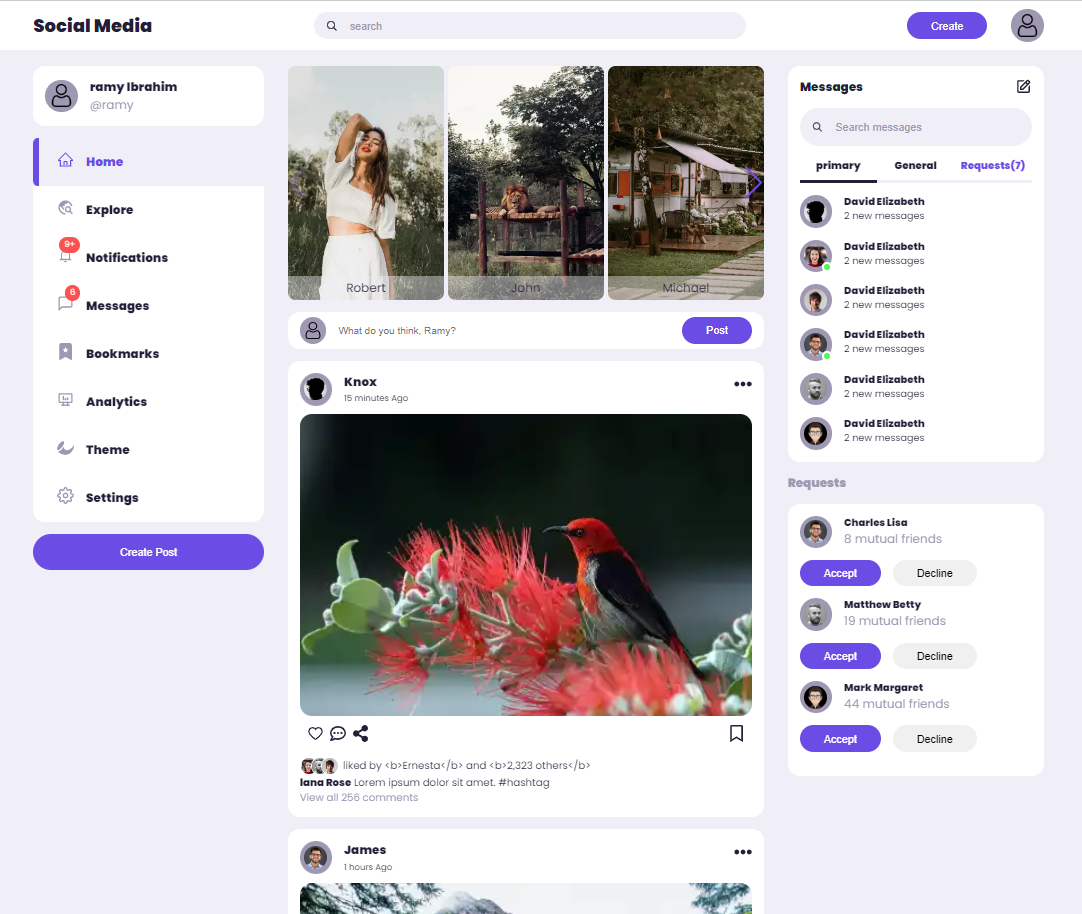 Social Media
search
Create
ramy Ibrahim
@ramy
Home
Explore
9+
Notifications
6
Messages
Bookmarks
Analytics
Theme
Settings
Create Post
Robert
John
Michael
What do you think, Ramy?
Post
Knox
15 minutes Ago
liked by <b>Ernesta</b> and <b>2,323 others</b>
lana Rose Lorem ipsum dolor sit amet. #hashtag
View all 256 comments
James
1 hours Ago
Messages
Search messages
primary General Requests(7)
David Elizabeth
2 new messages
David Elizabeth
2 new messages
David Elizabeth
2 new messages
David Elizabeth
2 new messages
David Elizabeth
2 new messages
David Elizabeth
2 new messages
Requests
Charles Lisa
8 mutual friends
Accept Decline
Matthew Betty
19 mutual friends
Accept Decline
Mark Margaret
44 mutual friends
Accept Decline